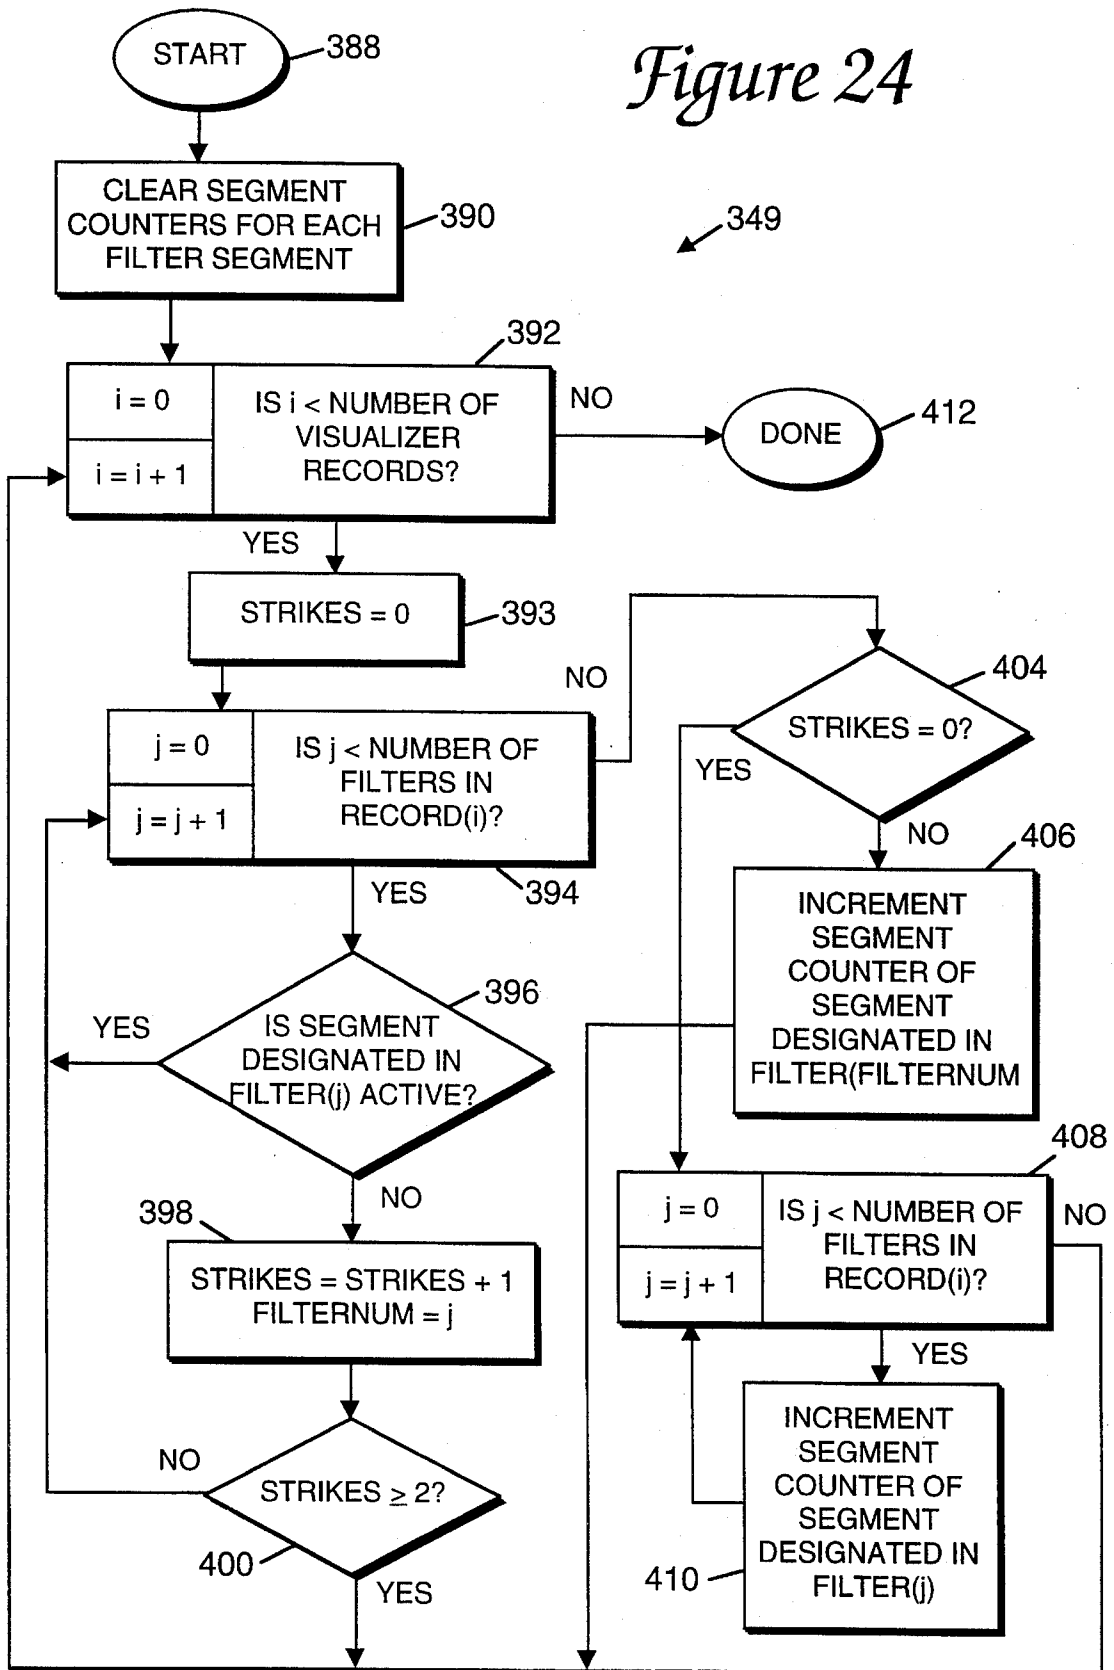 START
388
Figure 24
CLEAR SEGMENT
COUNTERS FOR EACH
FILTER SEGMENT
390
349
392
i = 0
i = i + 1
IS i < NUMBER OF
VISUALIZER
RECORDS?
NO
DONE
412
YES
STRIKES = 0
393
NO
j = 0
j = j + 1
IS j < NUMBER OF
FILTERS IN
RECORD(i)?
394
YES
404
STRIKES = 0?
YES
NO
406
INCREMENT
SEGMENT
COUNTER OF
SEGMENT
DESIGNATED IN
FILTER(FILTERNUM
396
YES
IS SEGMENT
DESIGNATED IN
FILTER(j) ACTIVE?
NO
398
STRIKES = STRIKES + 1
FILTERNUM = j
NO
STRIKES ≥ 2?
400
YES
408
j = 0
j = j + 1
IS j < NUMBER OF
FILTERS IN
RECORD(i)?
NO
YES
INCREMENT
SEGMENT
COUNTER OF
SEGMENT
DESIGNATED IN
FILTER(j)
410